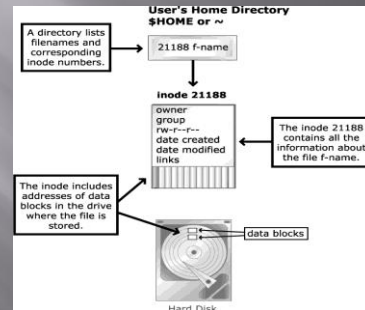 User's Home Directory
$HOME or ~
A directory lists
filenames and
corresponding
inode numbers.
21188 f-name
inode 21188
owner
group
rw-r--r--
date created
date modified
links
The inode 21188
contains all the
information about
the file f-name.
The inode includes
addresses of data
blocks in the drive
where the file is
stored.
data blocks
Hard Disk